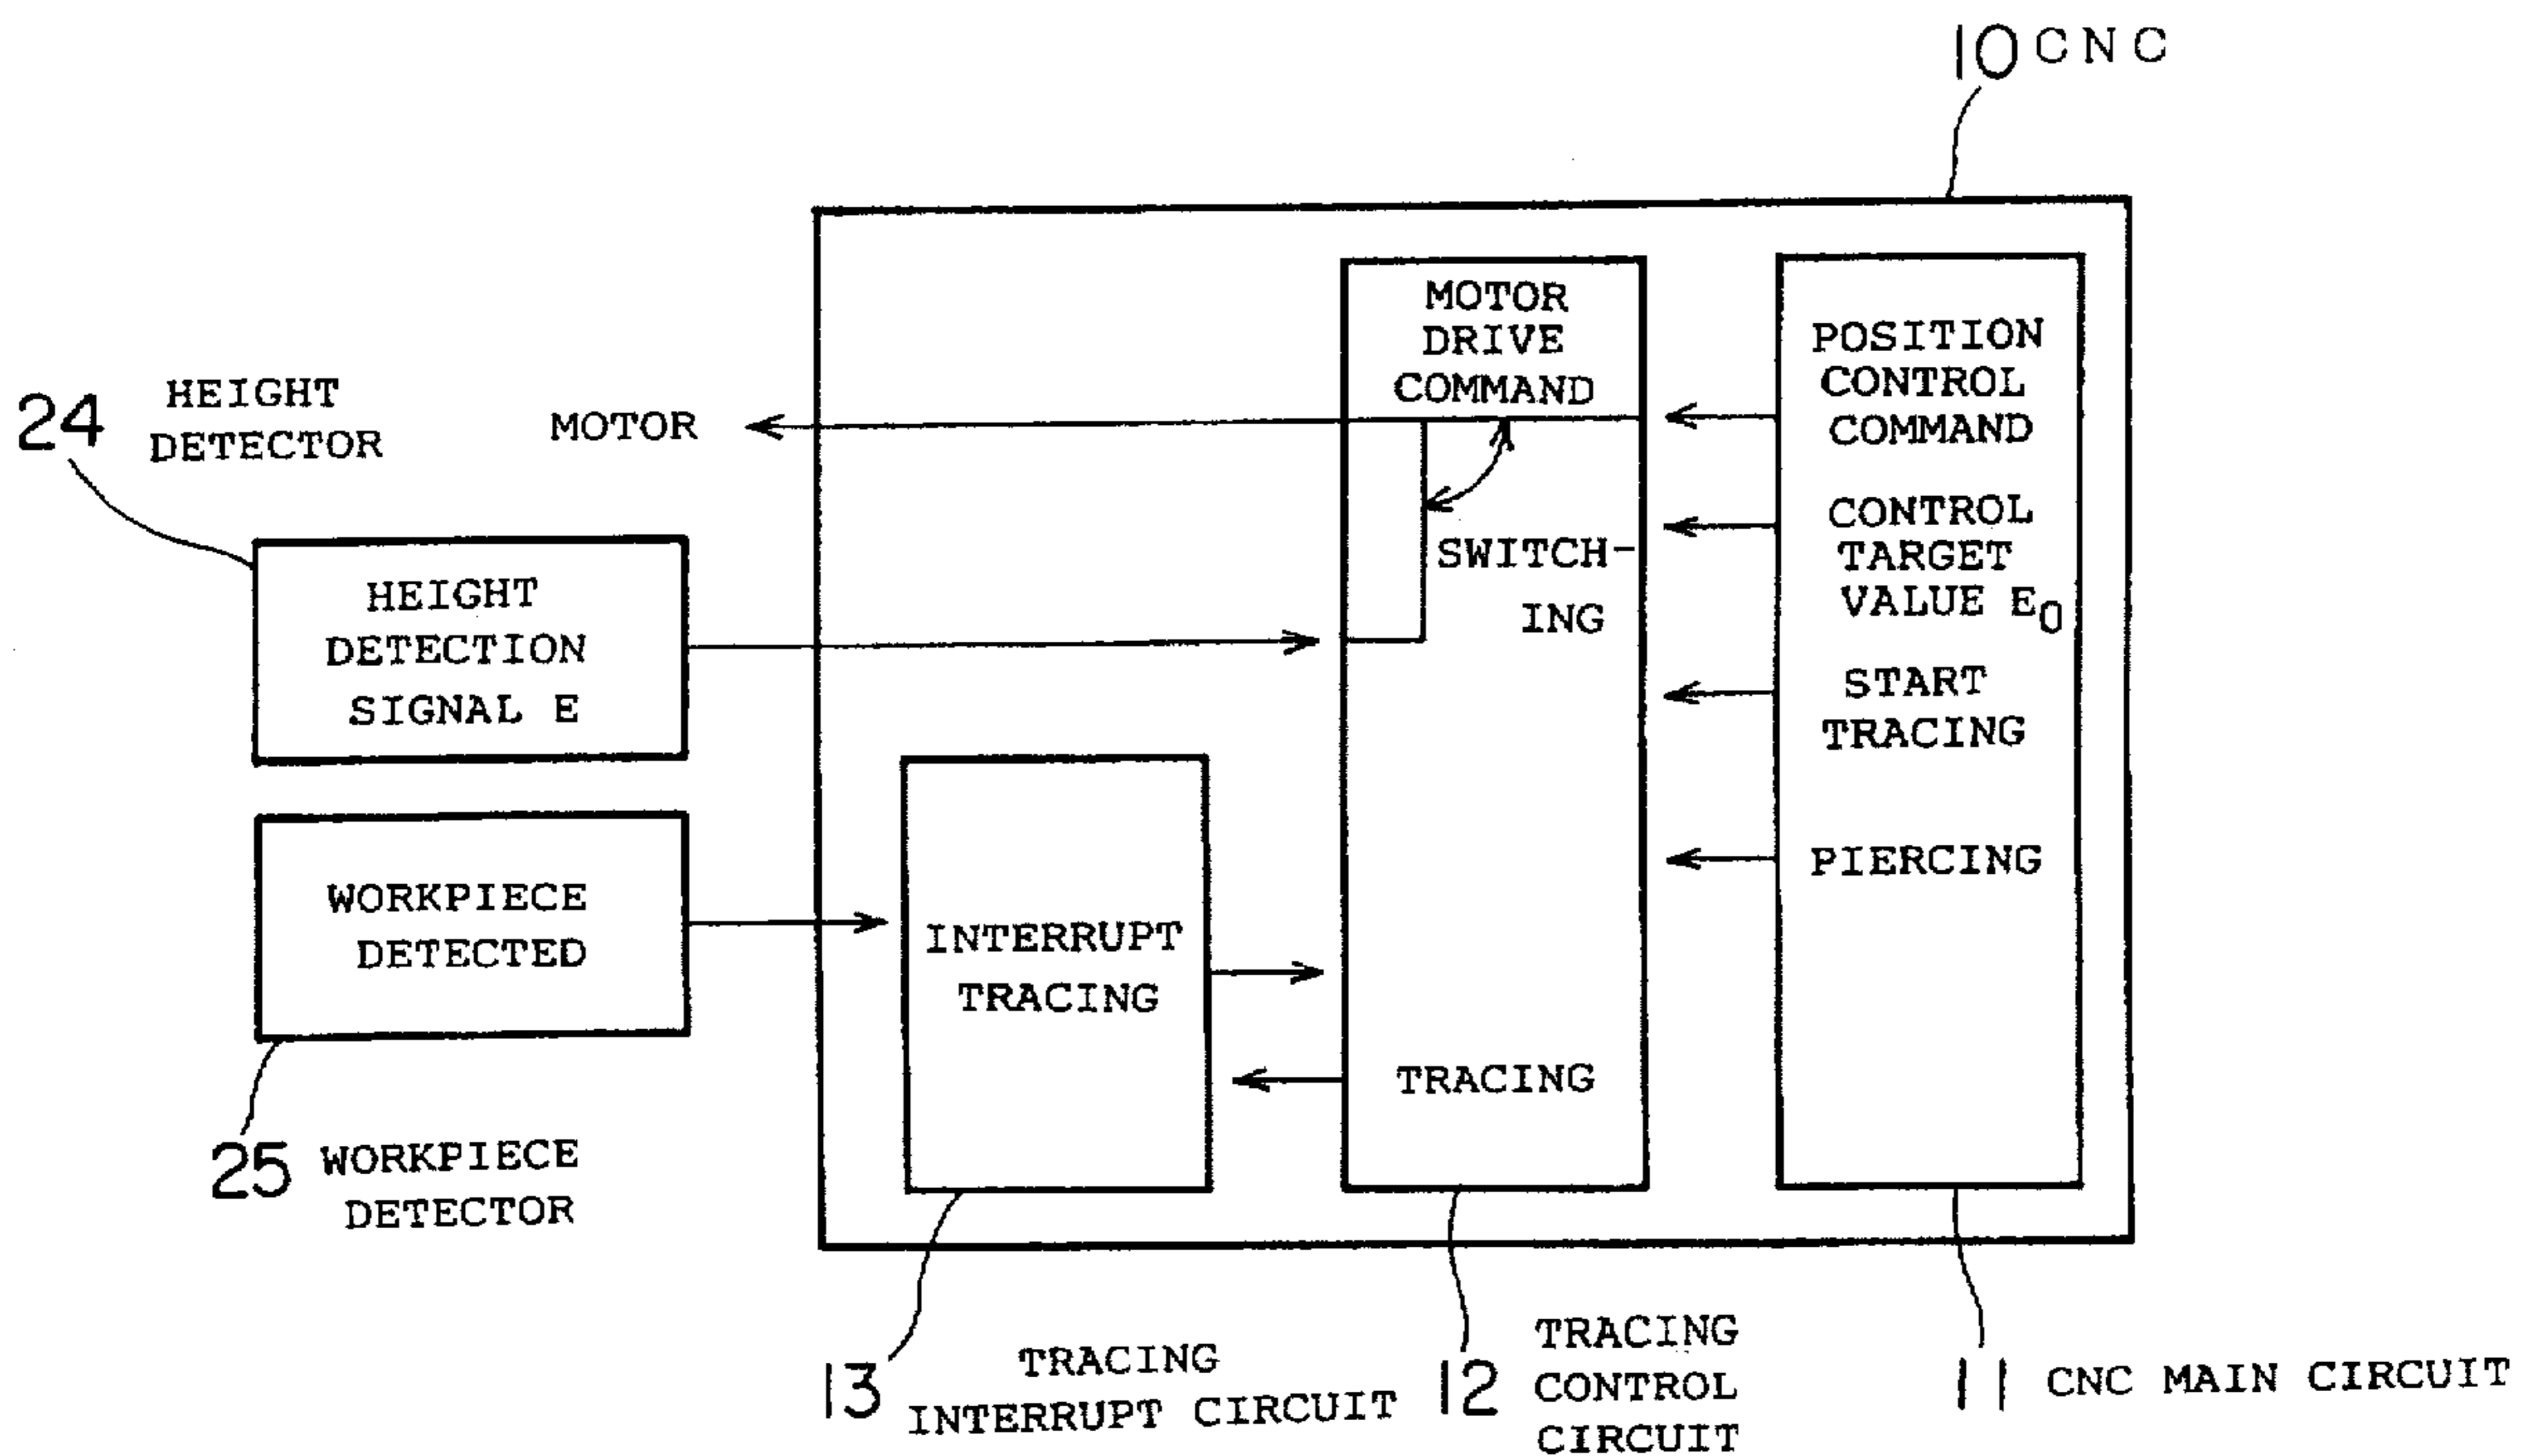 10 CNC
24 HEIGHT
DETECTOR
MOTOR
HEIGHT
DETECTION
SIGNAL E
WORKPIECE
DETECTED
25 WORKPIECE
DETECTOR
INTERRUPT
TRACING
MOTOR
DRIVE
COMMAND
SWITCH-
ING
TRACING
POSITION
CONTROL
COMMAND
CONTROL
TARGET
VALUE E0
START
TRACING
PIERCING
13 TRACING
INTERRUPT CIRCUIT
12 TRACING
CONTROL
CIRCUIT
11 CNC MAIN CIRCUIT